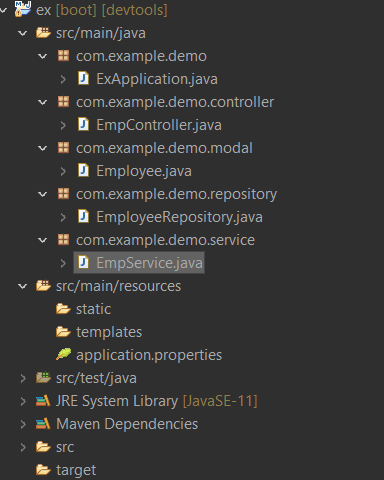 ex [boot] [devtools]
src/main/java
com.example.demo
ExApplication.java
com.example.demo.controller
EmpController.java
com.example.demo.modal
Employee.java
com.example.demo.repository
EmployeeRepository.java
com.example.demo.service
EmpService.java
src/main/resources
static
templates
application.properties
src/test/java
JRE System Library [JavaSE-11]
Maven Dependencies
src
target